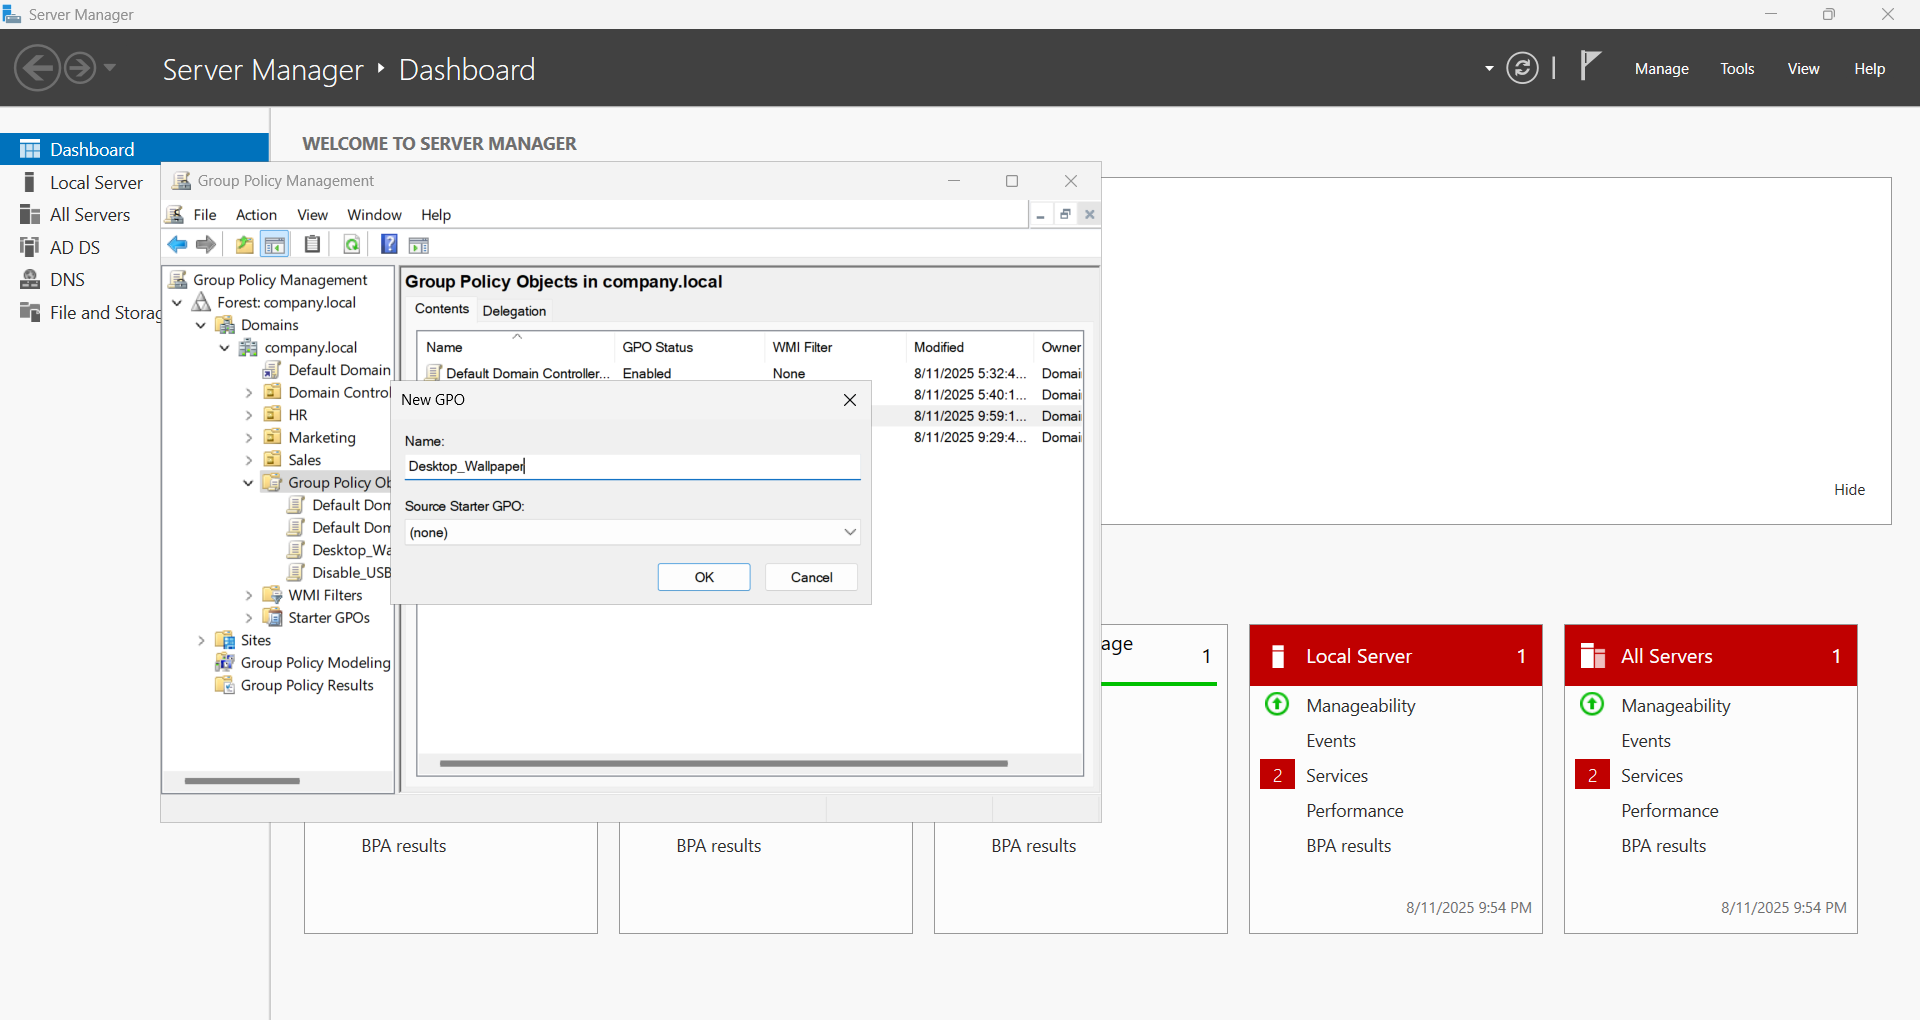 Server Manager
Server Manager ‣ Dashboard
Manage Tools View Help
Dashboard
Local Server
All Servers
AD DS
DNS
File and Storag
WELCOME TO SERVER MANAGER
Group Policy Management
File Action View Window Help
Group Policy Management
Forest: company.local
Domains
company.local
Default Domain
Domain Control
HR
Marketing
Sales
Group Policy Ob
Default Dom
Default Dom
Desktop_Wa
Disable_USB
WMI Filters
Starter GPOs
Sites
Group Policy Modeling
Group Policy Results
Group Policy Objects in company.local
Contents Delegation
Name GPO Status WMI Filter Modified Owner
Default Domain Controller... Enabled None 8/11/2025 5:32:4... Domai
8/11/2025 5:40:1... Domai
8/11/2025 9:59:1... Domai
8/11/2025 9:29:4... Domai
New GPO
Name:
Desktop_Wallpaper
Source Starter GPO:
(none)
OK Cancel
Hide
BPA results
BPA results
age 1
BPA results
Local Server 1
Manageability
Events
2 Services
Performance
BPA results
8/11/2025 9:54 PM
All Servers 1
Manageability
Events
2 Services
Performance
BPA results
8/11/2025 9:54 PM